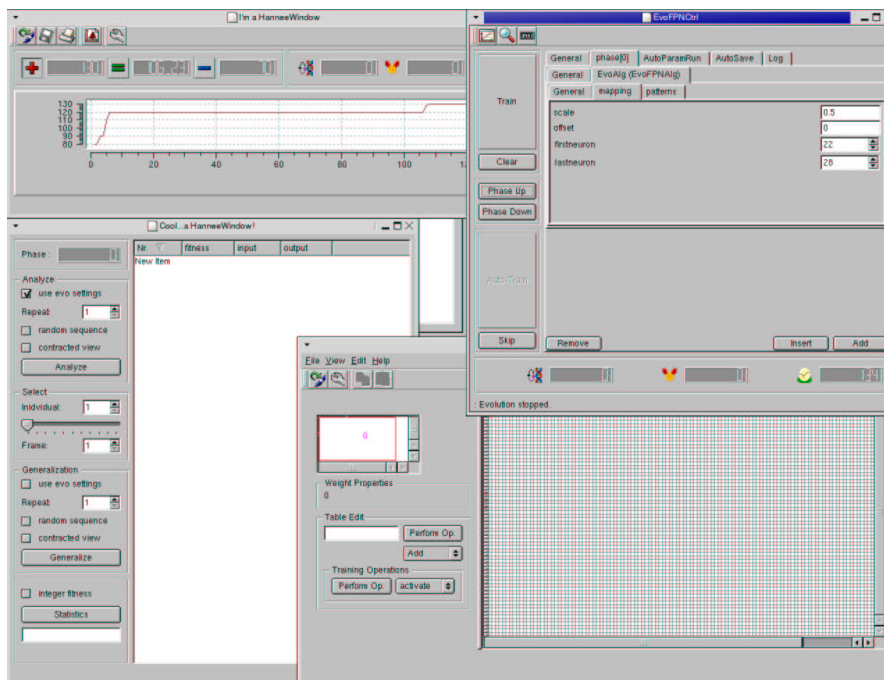 I'm a HanneeWindow
130
120
110
100
90
80
0
20
40
60
80
100
EvoFPNCtrl
Train
Clear
Phase Up
Phase Down
Auto-Train
Skip
General phase[0] AutoParamRun AutoSave Log
General EvoAlg (EvoFPNAlg)
General mapping patterns
scale 0.5
offset 0
firstneuron 22
lastneuron 28
Remove Insert Add
: Evolution stopped.
Cool...a HanneeWindow!
Phase :
Analyze
use evo settings
Repeat: 1
random sequence
contracted view
Analyze
Select
Inidvidual: 1
Frame: 1
Generalization
use evo settings
Repeat: 1
random sequence
contracted view
Generalize
integer fitness
Statistics
Nr. fitness input output
New Item
File View Edit Help
0
Weight Properties
0
Table Edit
Perform Op.
Add
Training Operations
Perform Op. activate